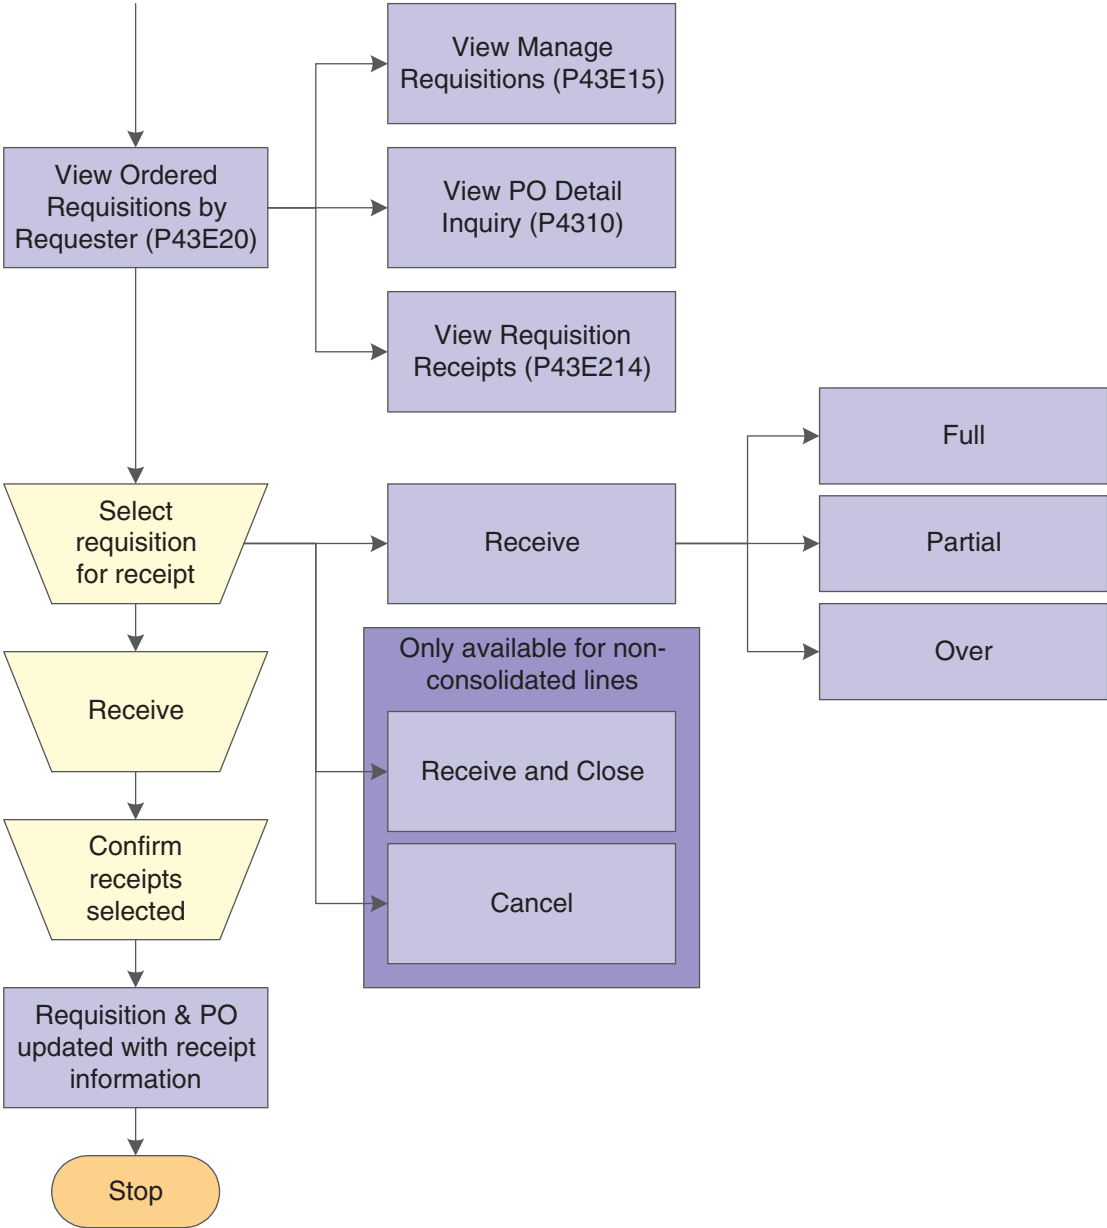 View Manage
Requisitions (P43E15)
View Ordered
Requisitions by
Requester (P43E20)
View PO Detail
Inquiry (P4310)
View Requisition
Receipts (P43E214)
Full
Select
requisition
for receipt
Receive
Partial
Over
Only available for non-
consolidated lines
Receive
Receive and Close
Confirm
receipts
selected
Cancel
Requisition & PO
updated with receipt
information
Stop